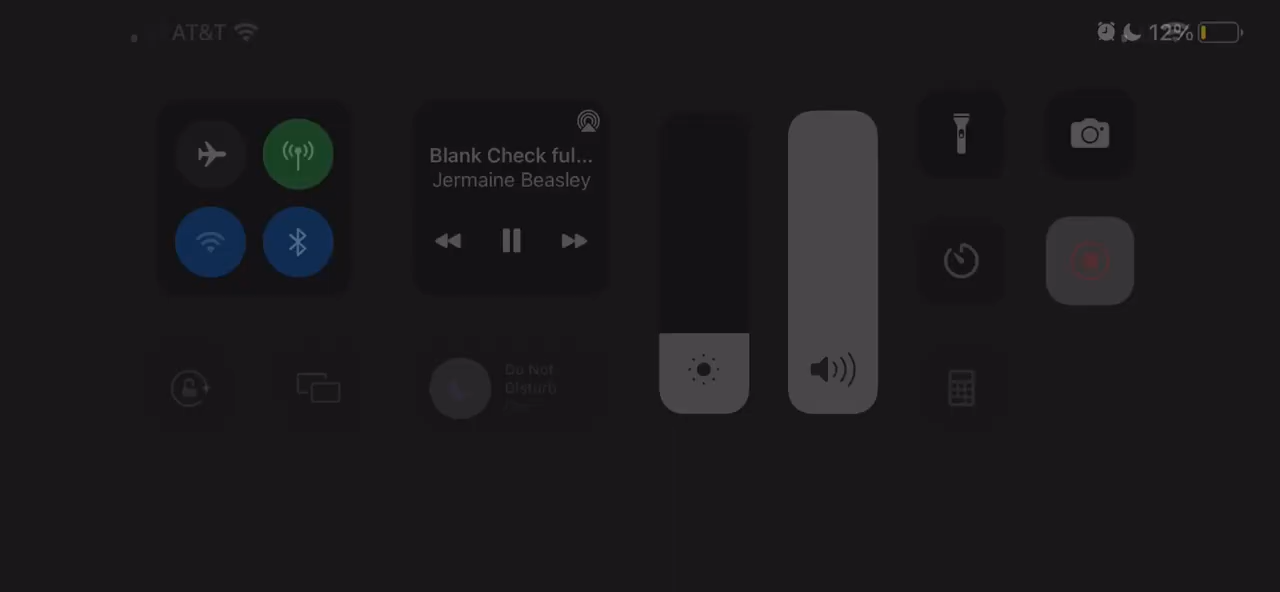 AT&T
12%
Blank Check ful...
Jermaine Beasley
Do Not
Disturb